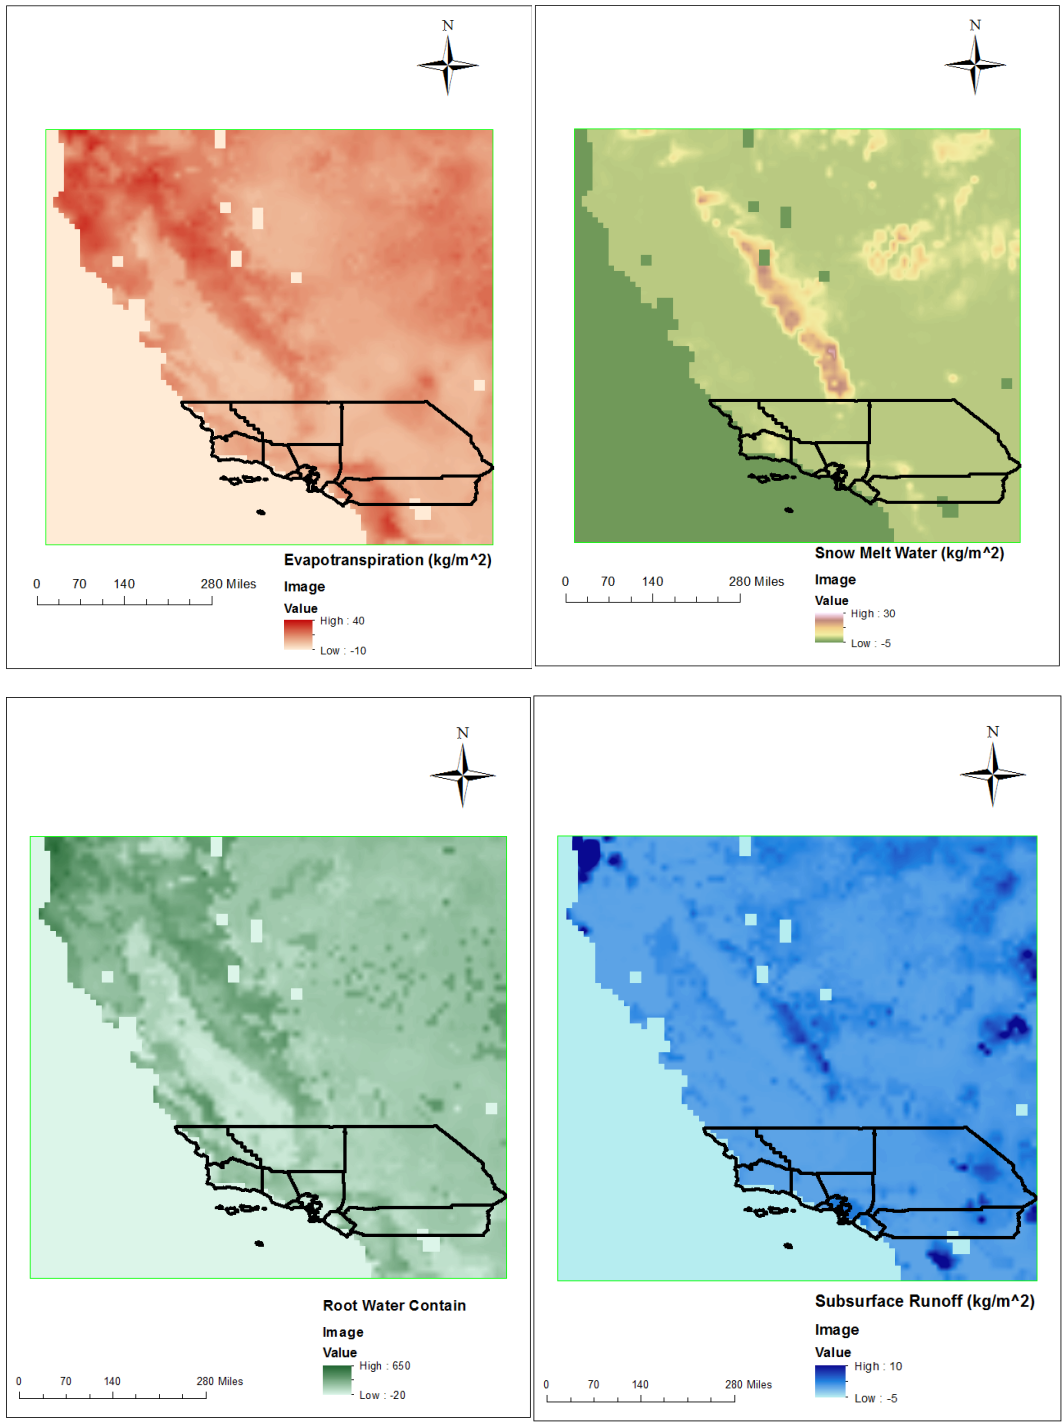 N
Evapotranspiration (kg/m^2)
0 70 140 280 Miles
Image
Value
High : 40
Low : -10
N
Snow Melt Water (kg/m^2)
0 70 140 280 Miles
Image
Value
High : 30
Low : -5
N
Root Water Contain
Image
Value
High : 650
0 70 140 280 Miles
Low : -20
N
Subsurface Runoff (kg/m^2)
Image
Value
High : 10
0 70 140 280 Miles
Low : -5